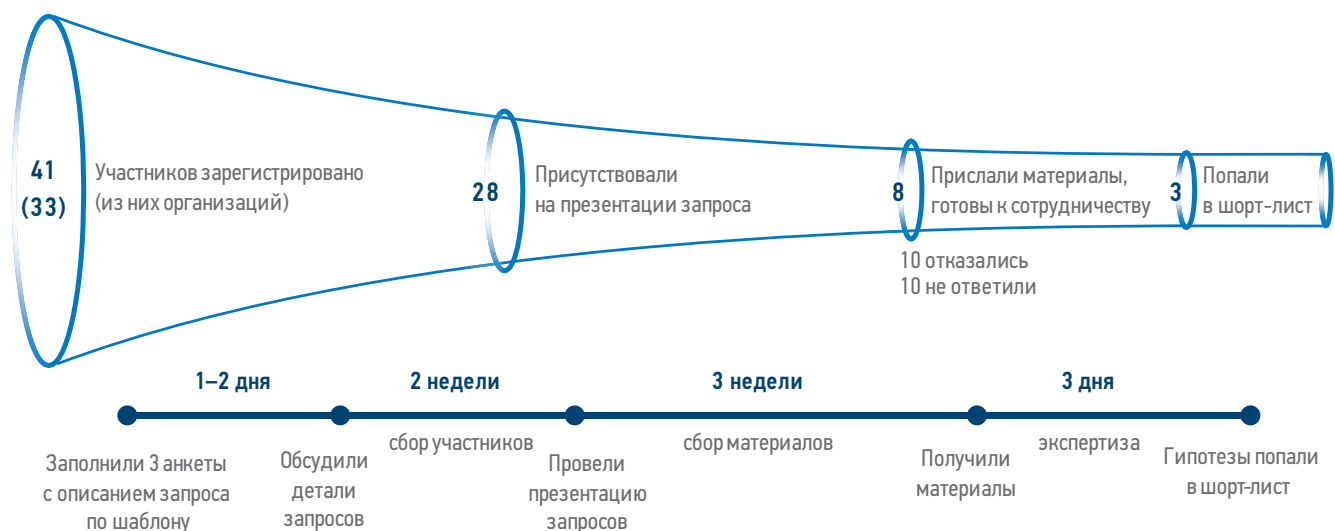 41
(33)
Участников зарегистрировано
(из них организаций)
28
Присутствовали
на презентации запроса
8
Прислали материалы,
готовы к сотрудничеству
10 отказались
10 не ответили
3
Попали
в шорт-лист
1–2 дня
2 недели
3 недели
3 дня
сбор участников
сбор материалов
экспертиза
Заполнили 3 анкеты
с описанием запроса
по шаблону
Обсудили
детали
запросов
Провели
презентацию
запросов
Получили
материалы
Гипотезы попали
в шорт-лист